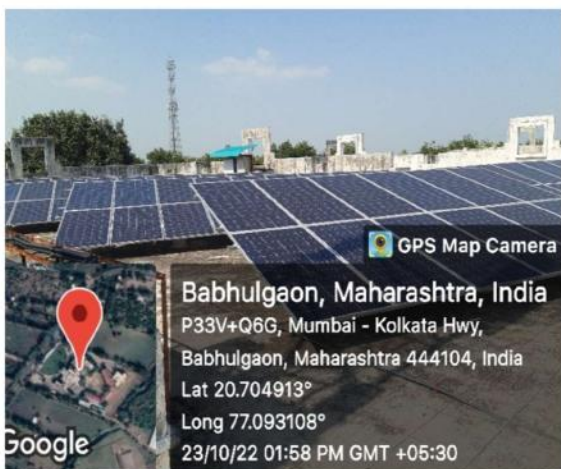 GPS Map Camera
Babhulgaon, Maharashtra, India
P33V+Q6G, Mumbai - Kolkata Hwy,
Babhulgaon, Maharashtra 444104, India
Lat 20.704913°
Long 77.093108°
23/10/22 01:58 PM GMT +05:30
Google